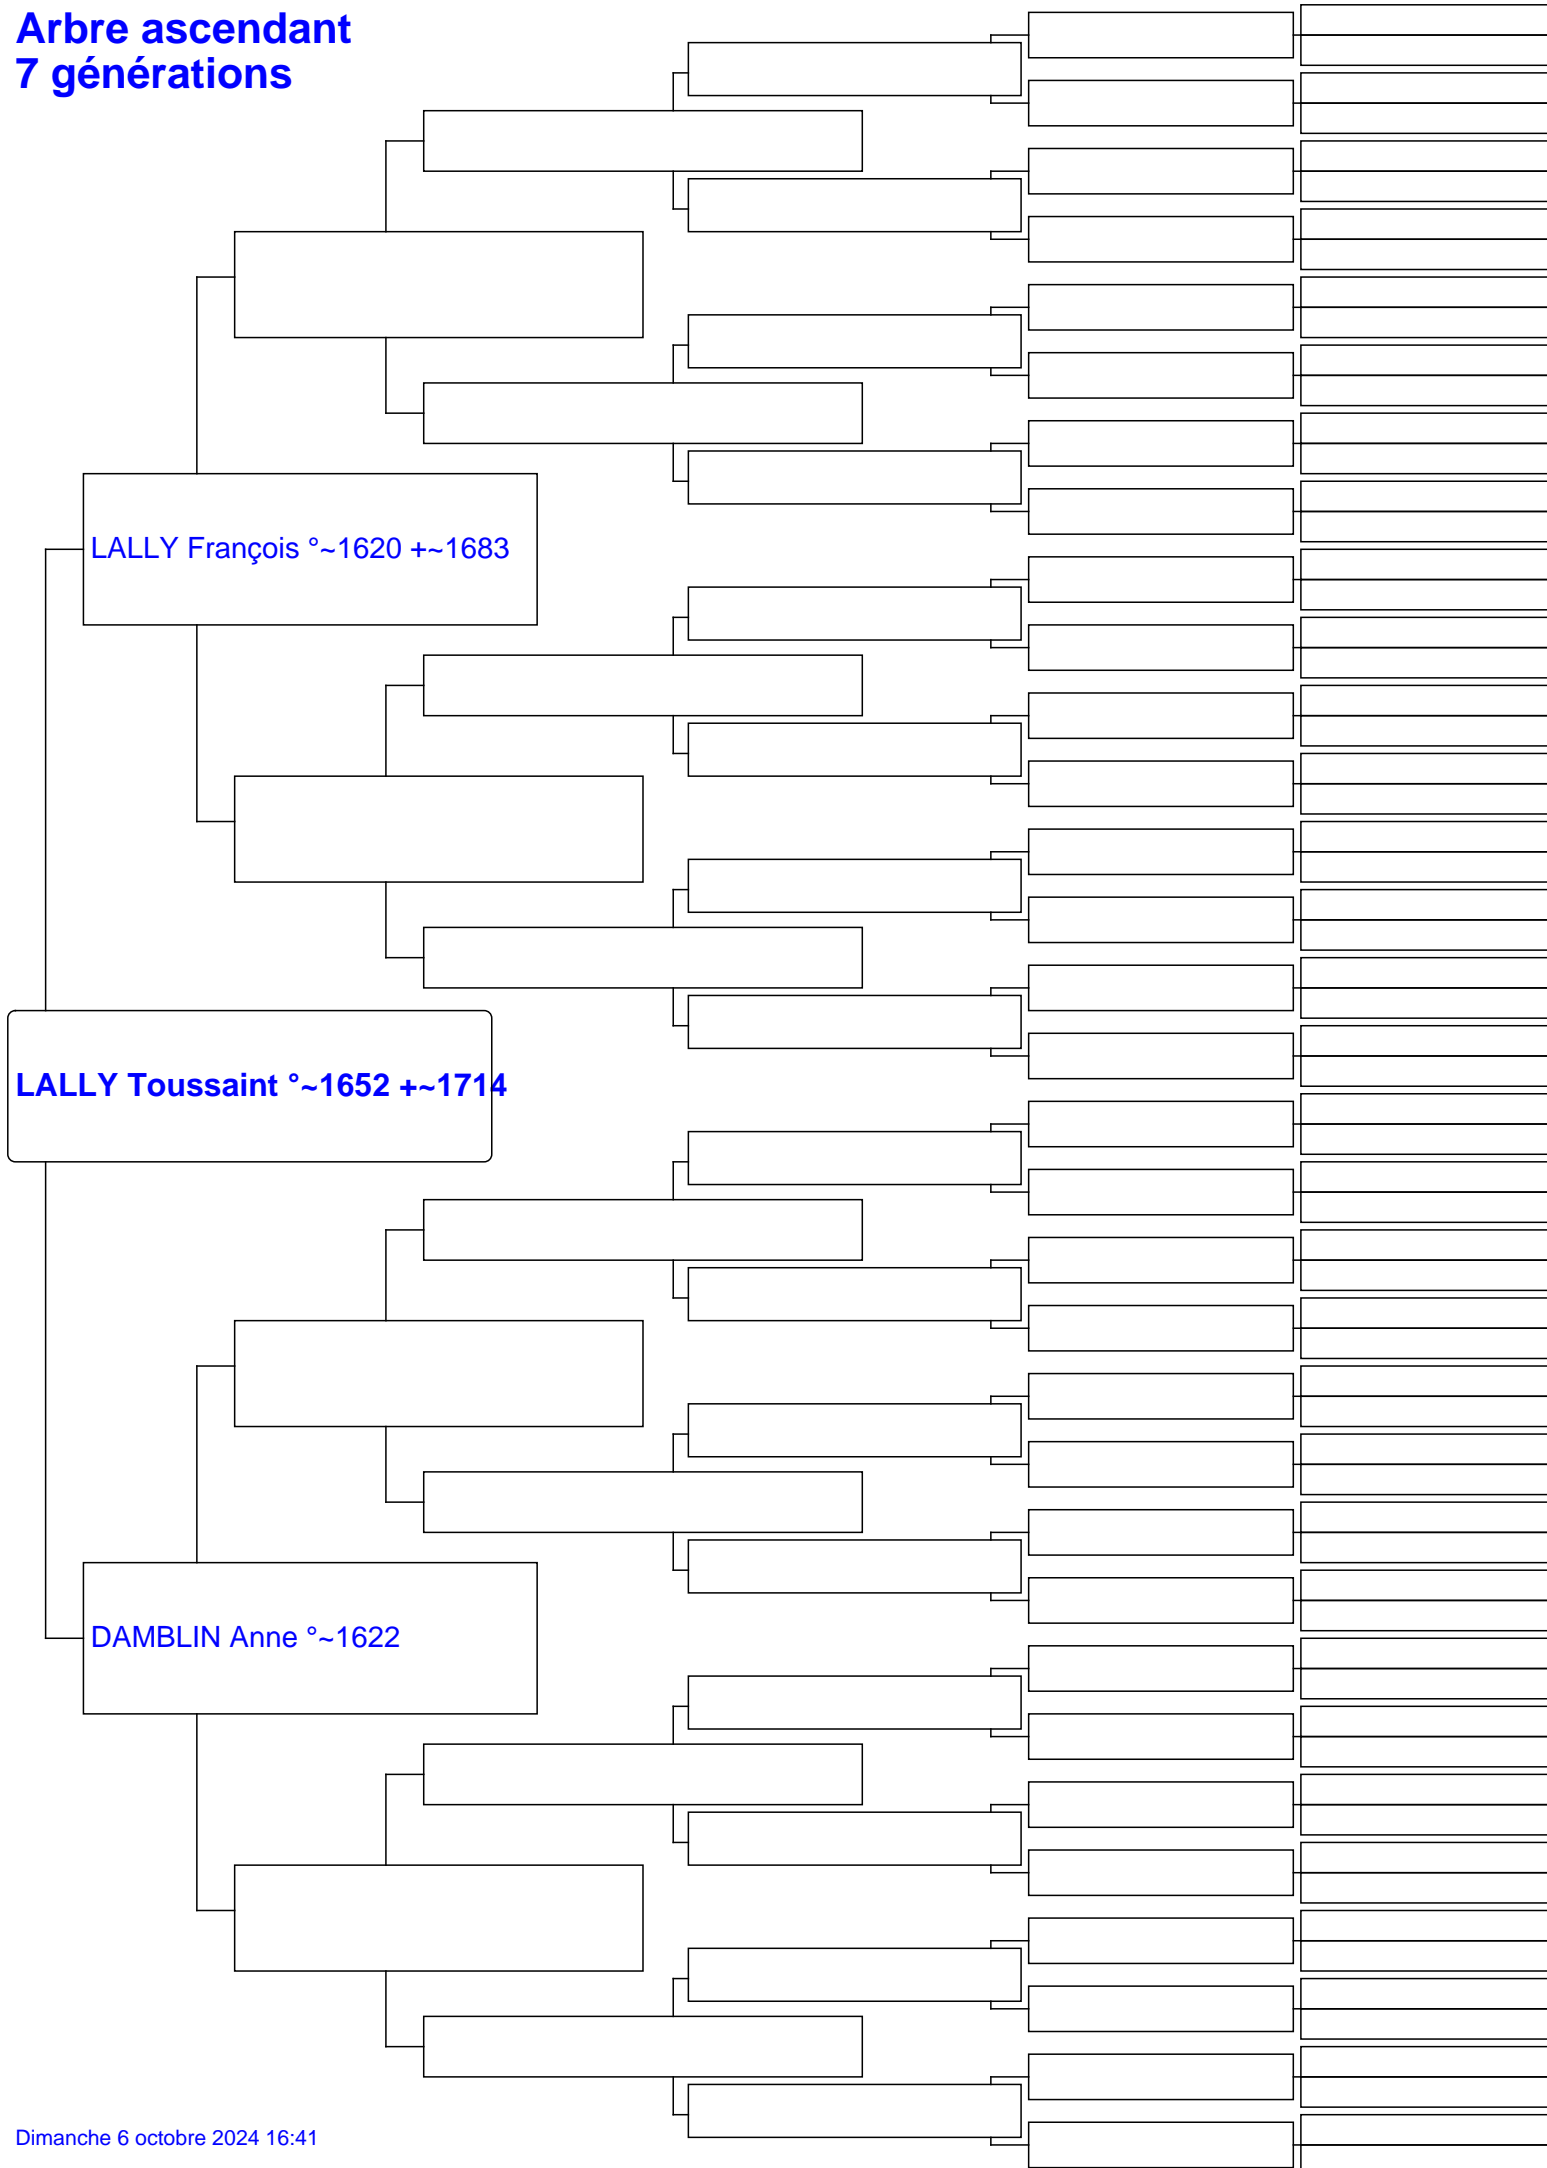 Arbre ascendant
7 générations
LALLY François °~1620 +~1683
LALLY Toussaint °~1652 +~1714
DAMBLIN Anne °~1622
Dimanche 6 octobre 2024 16:41